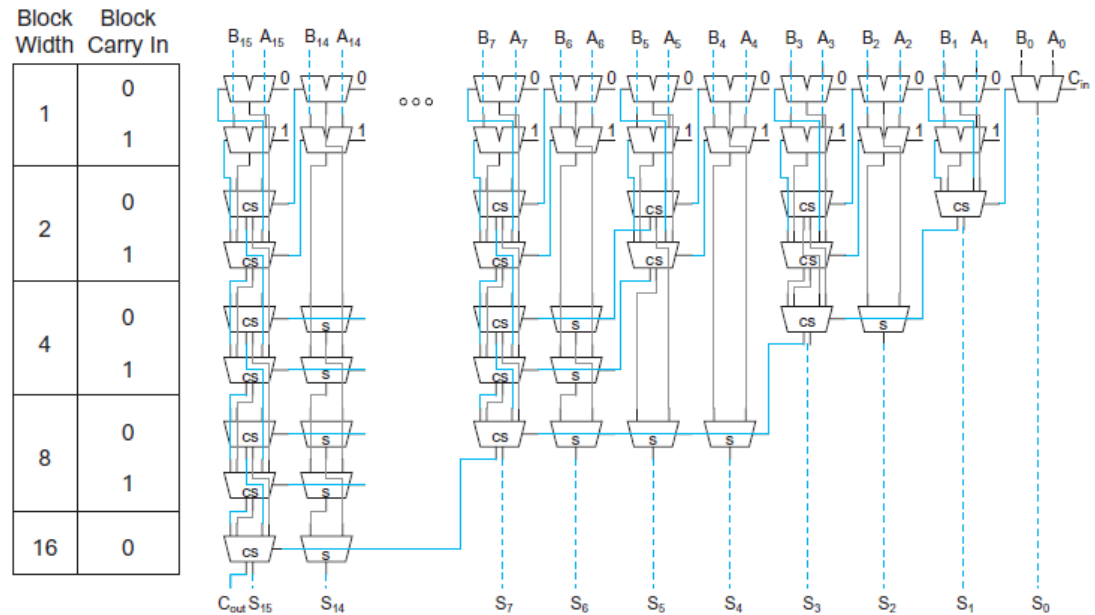 Block Width Block Carry In
B15 A15 B14 A14 B7 A7 B6 A6 B5 A5 B4 A4 B3 A3 B2 A2 B1 A1 B0 A0
1 0 0 0 0 0 0 0 0 0 0 Cin
1 1 1 1 1 1 1 1 1 1
2 0 CS CS CS CS CS
1 CS CS CS CS
4 0 CS S CS S CS S
1 CS S CS S
8 0 CS S CS S S S
1 CS S
16 0 CS S
Cout S15 S14 S7 S6 S5 S4 S3 S2 S1 S0